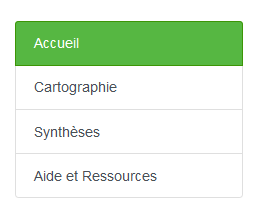 Accueil
Cartographie
Synthèses
Aide et Ressources